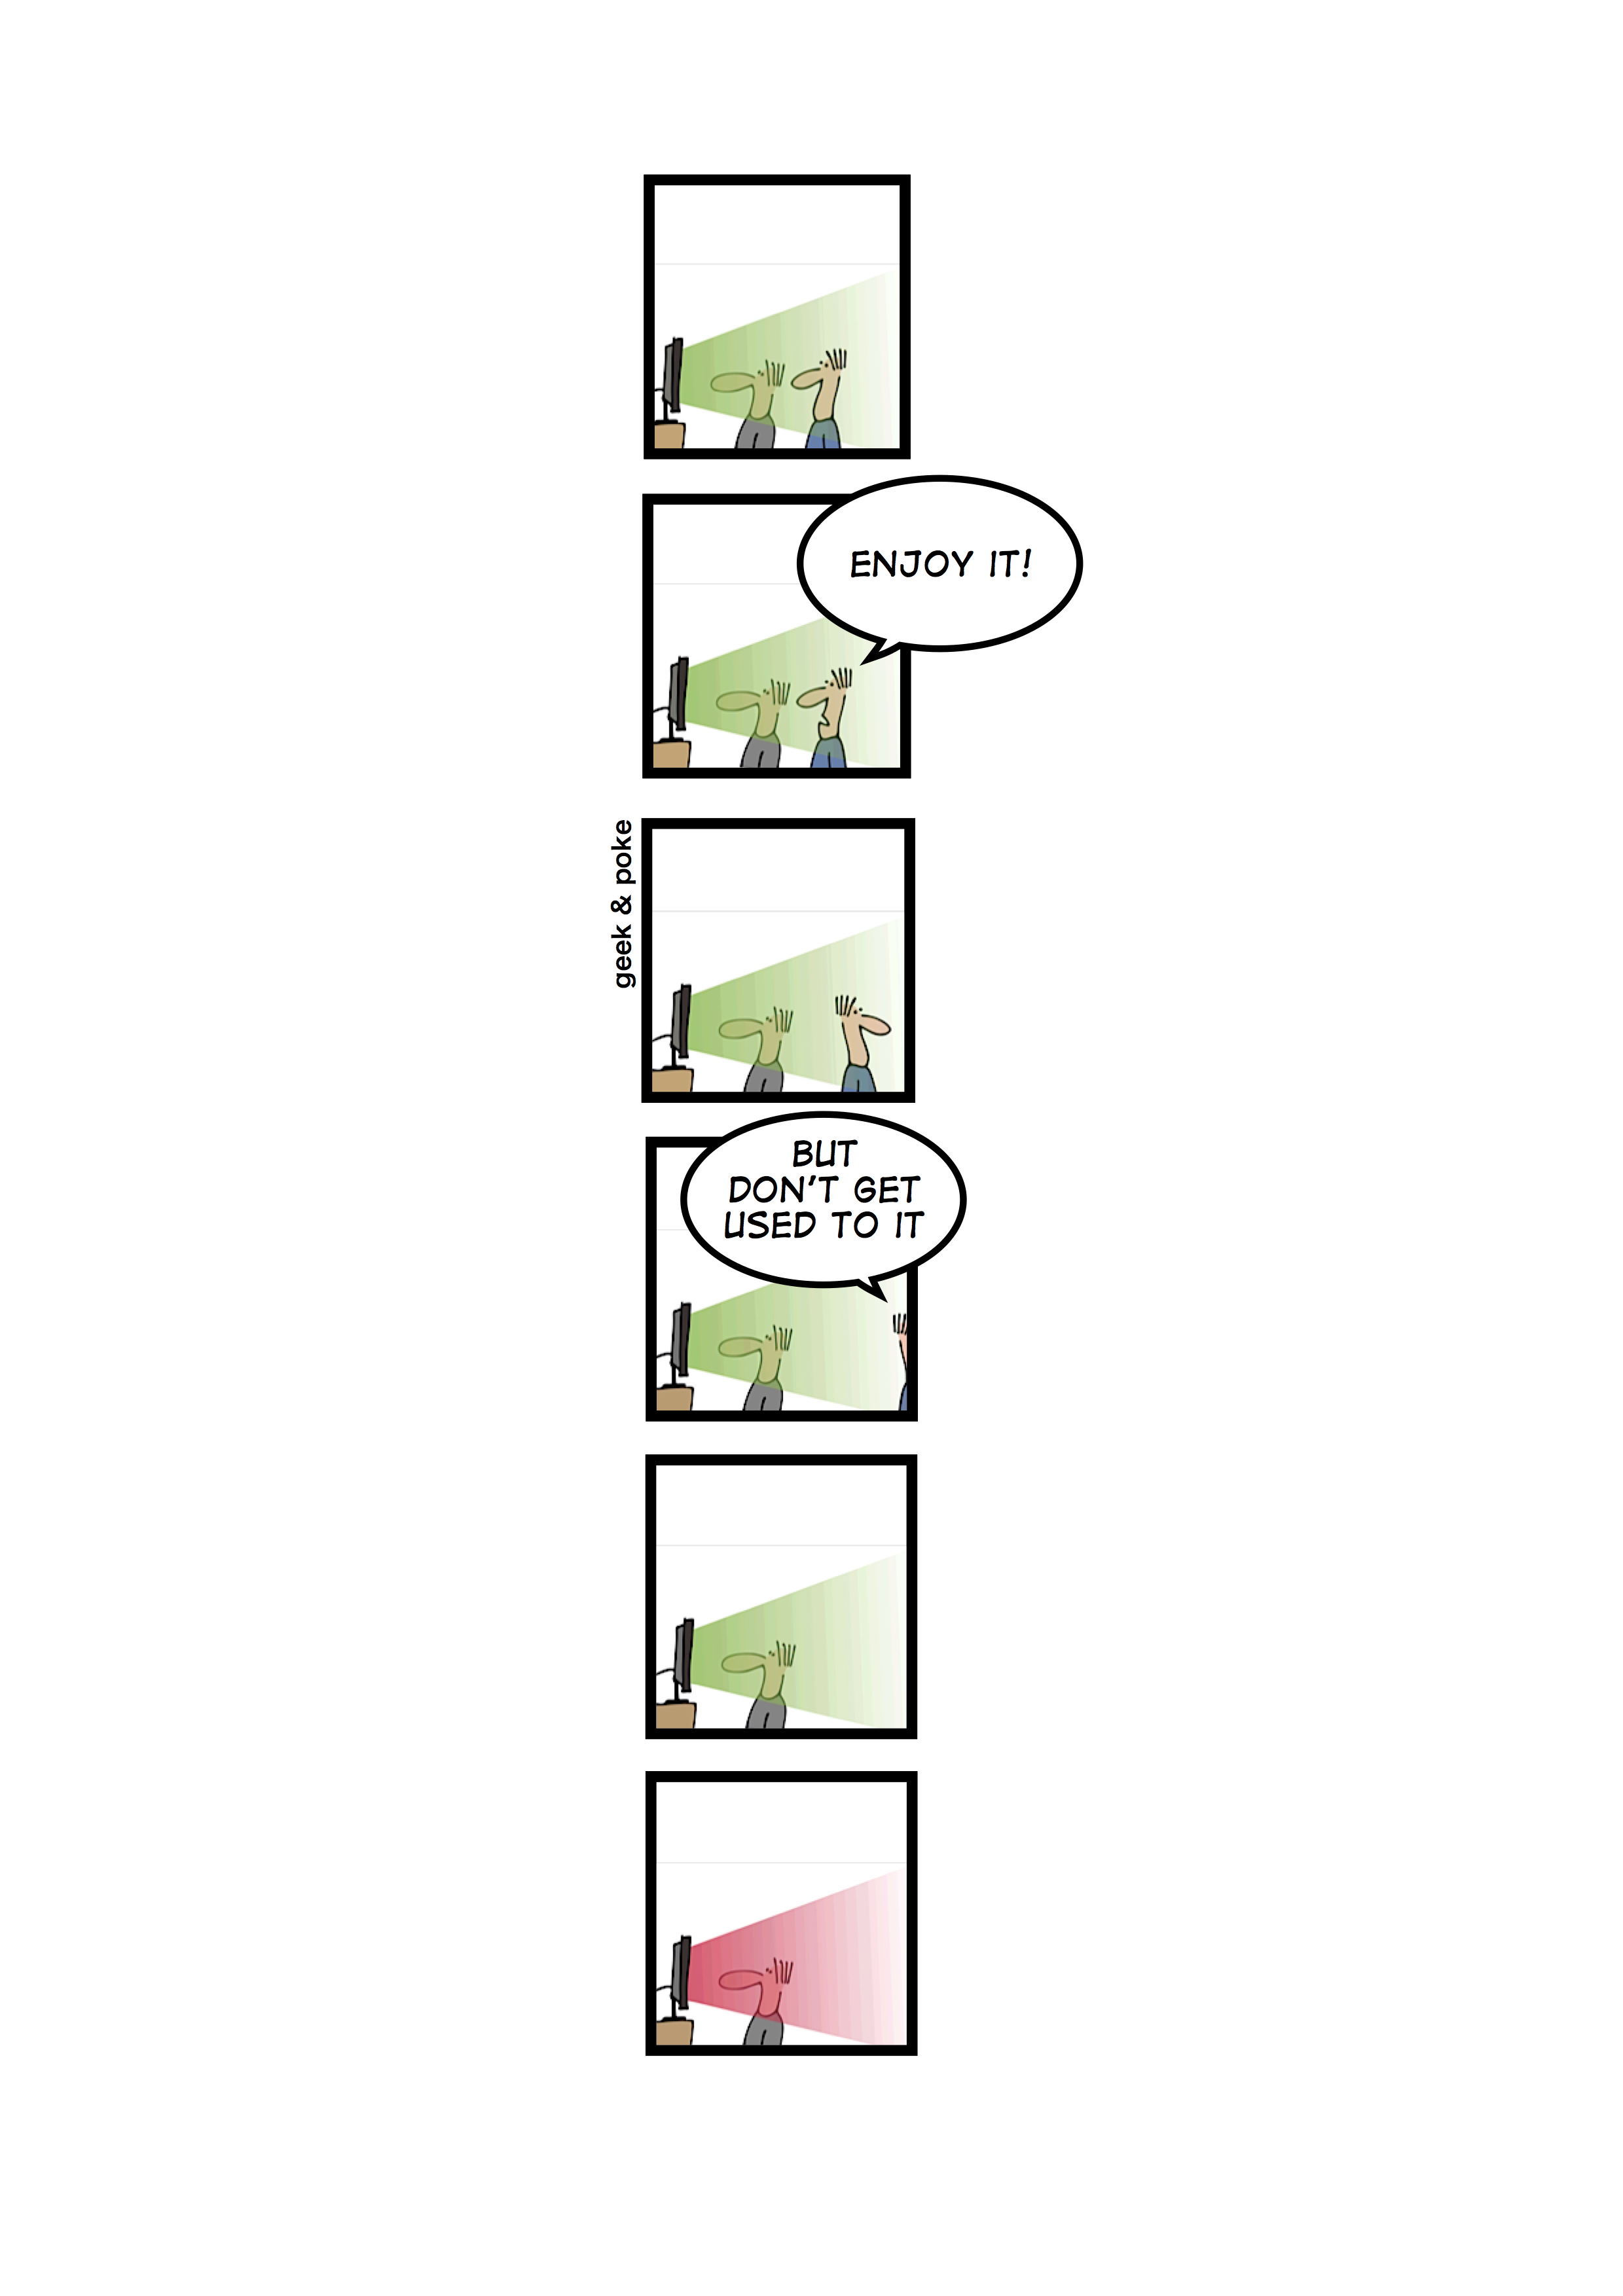 ENJOY IT!
geek & poke
BUT
DON'T GET
USED TO IT